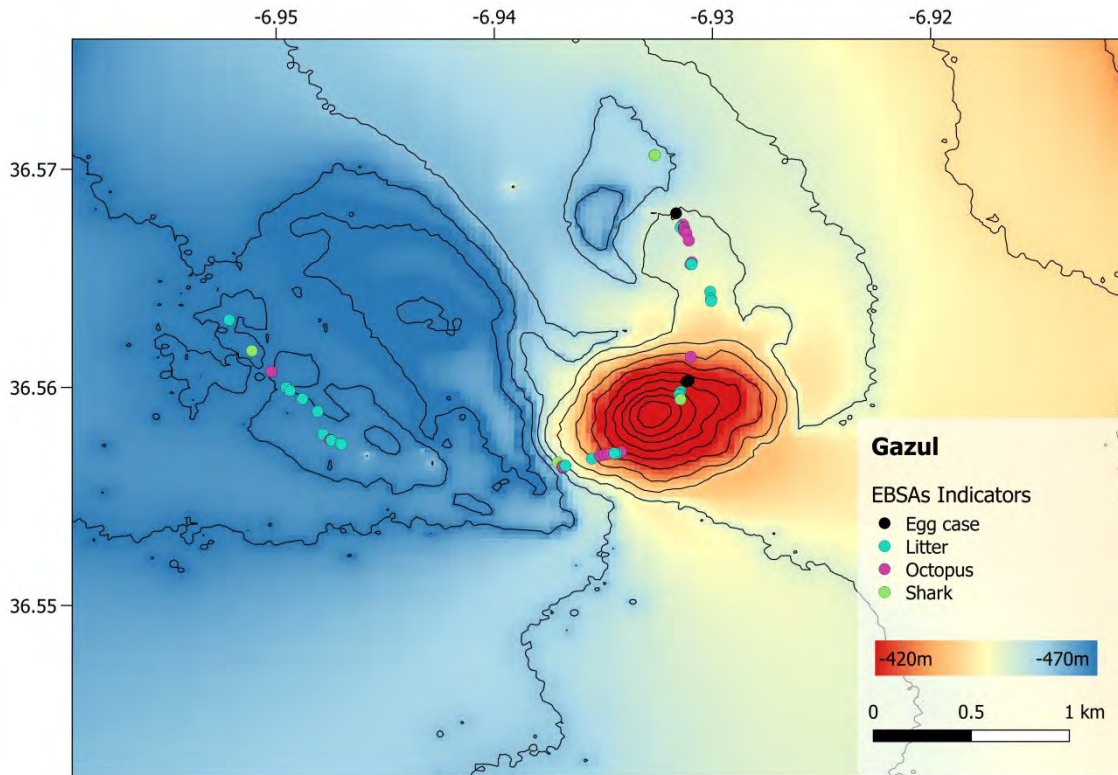 -6.95
-6.94
-6.93
-6.92
36.57
36.56
36.55
Gazul
EBSAs Indicators
Egg case
Litter
Octopus
Shark
-420m
-470m
0
0.5
1 km